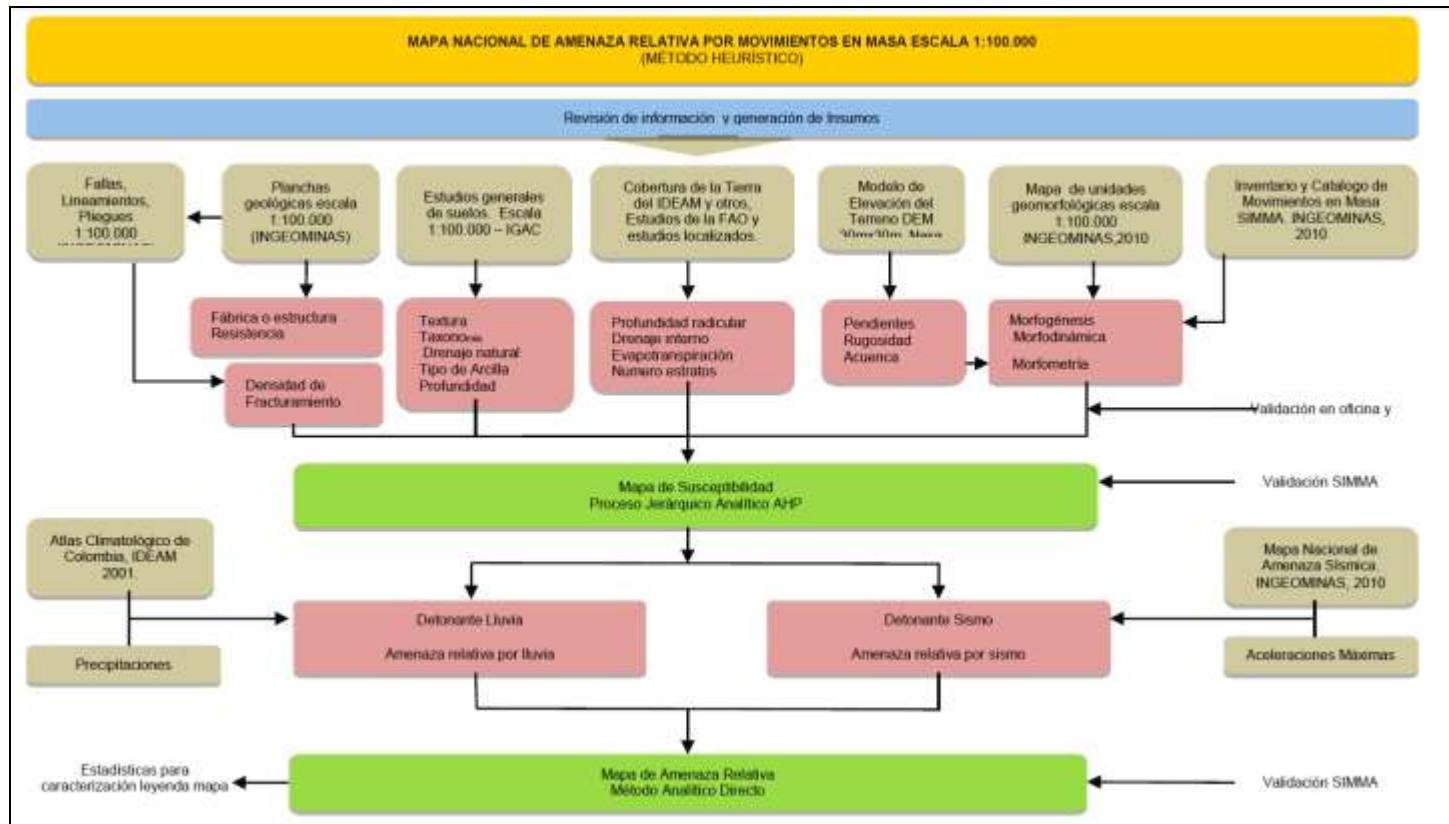 MAPA NACIONAL DE AMENAZA RELATIVA POR MOVIMIENTOS EN MASA ESCALA 1:100.000
(MÉTODO HEURÍSTICO)
Revisión de información y generación de Insumos
Fallas,
Lineamientos,
Pliegues
1:100.000
Planchas
geológicas escala
1:100.000
(INGEOMINAS)
Estudios generales
de suelos. Escala
1:100.000 – IGAC
Cobertura de la Tierra
del IDEAM y otros,
Estudios de la FAO y
estudios localizados.
Modelo de
Elevación del
Terreno DEM
Mapa de unidades
geomorfológicas escala
1:100.000
INGEOMINAS,2010
Inventario y Catalogo de
Movimientos en Masa
SIMMA. INGEOMINAS,
2010
Fábrica o estructura
Resistencia
Densidad de
Fracturamiento
Textura
Drenaje natural
Tipo de Arcilla
Profundidad
Profundidad radicular
Drenaje interno
Evapotranspiración
Numero estratos
Pendientes
Rugosidad
Acuenca
Morfogénesis
Morfodinámica
Morfometría
Validación en oficina y
Mapa de Susceptibilidad
Proceso Jerárquico Analítico AHP
Validación SIMMA
Atlas Climatológico de
Colombia, IDEAM
2001.
Precipitaciones
Detonante Lluvia
Amenaza relativa por lluvia
Detonante Sismo
Amenaza relativa por sismo
Mapa Nacional de
Amenaza Sísmica.
INGEOMINAS, 2010
Aceleraciones Máximas
Estadísticas para
caracterización leyenda mapa
Mapa de Amenaza Relativa
Método Analítico Directo
Validación SIMMA